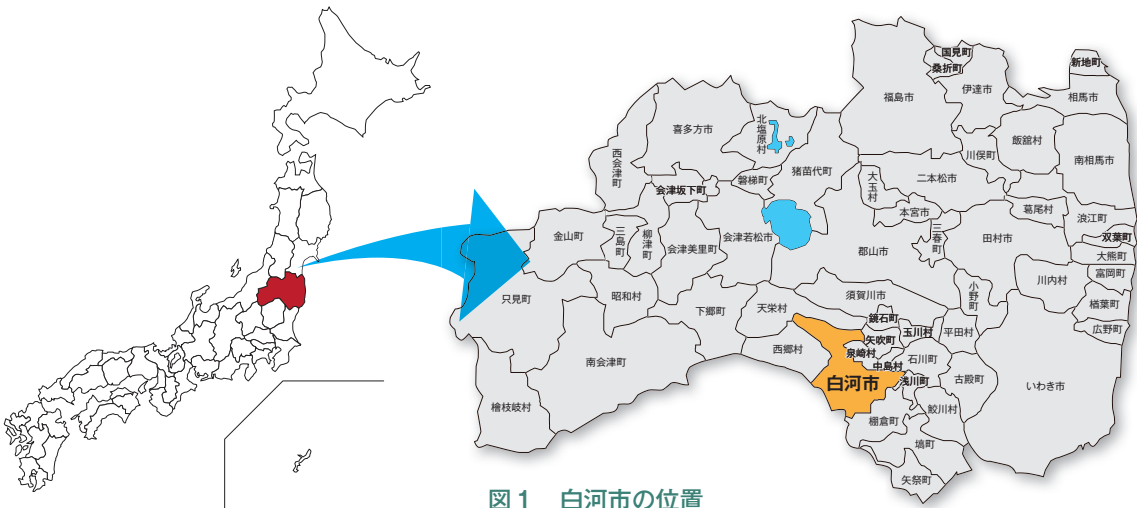 国見町
桑折町
新地町
伊達市
福島市
相馬市
喜多方市
北塩原村
飯舘村
川俣町
南相馬市
西会津町
猪苗代町
磐梯町
大玉村
二本松市
会津坂下町
葛尾村
本宮市
浪江町
金山町
三島町
柳津町
会津美里町
会津若松市
三春町
田村市
双葉町
郡山市
大熊町
川内村
富岡町
只見町
昭和村
須賀川市
小野町
楢葉町
下郷町
天栄村
鏡石町
玉川村
平田村
広野町
矢吹町
西郷村
泉崎村
南会津町
中島村
石川町
白河市
浅川町
古殿町
いわき市
檜枝岐村
鮫川村
棚倉町
塙町
矢祭町
図1 白河市の位置